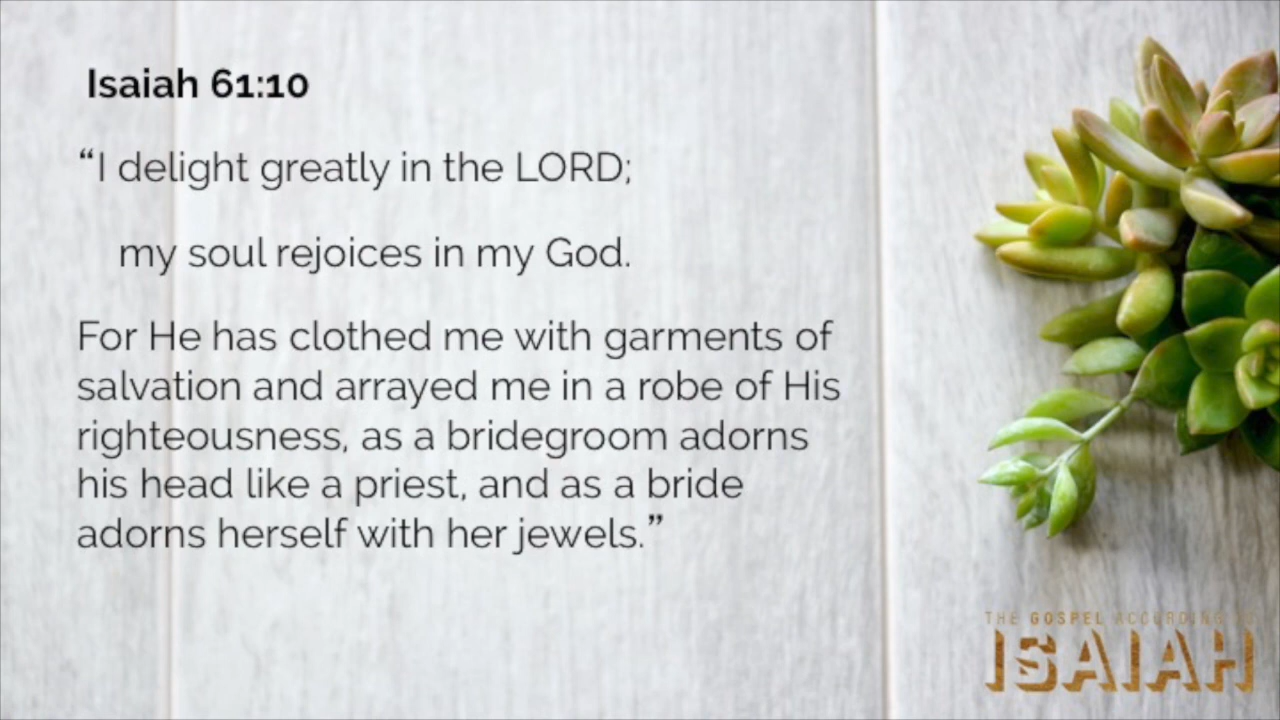 Isaiah 61:10
“I delight greatly in the LORD;
my soul rejoices in my God.
For He has clothed me with garments of
salvation and arrayed me in a robe of His
righteousness, as a bridegroom adorns
his head like a priest, and as a bride
adorns herself with her jewels.”
THE GOSPEL ACCORDING TO
ISAIAH